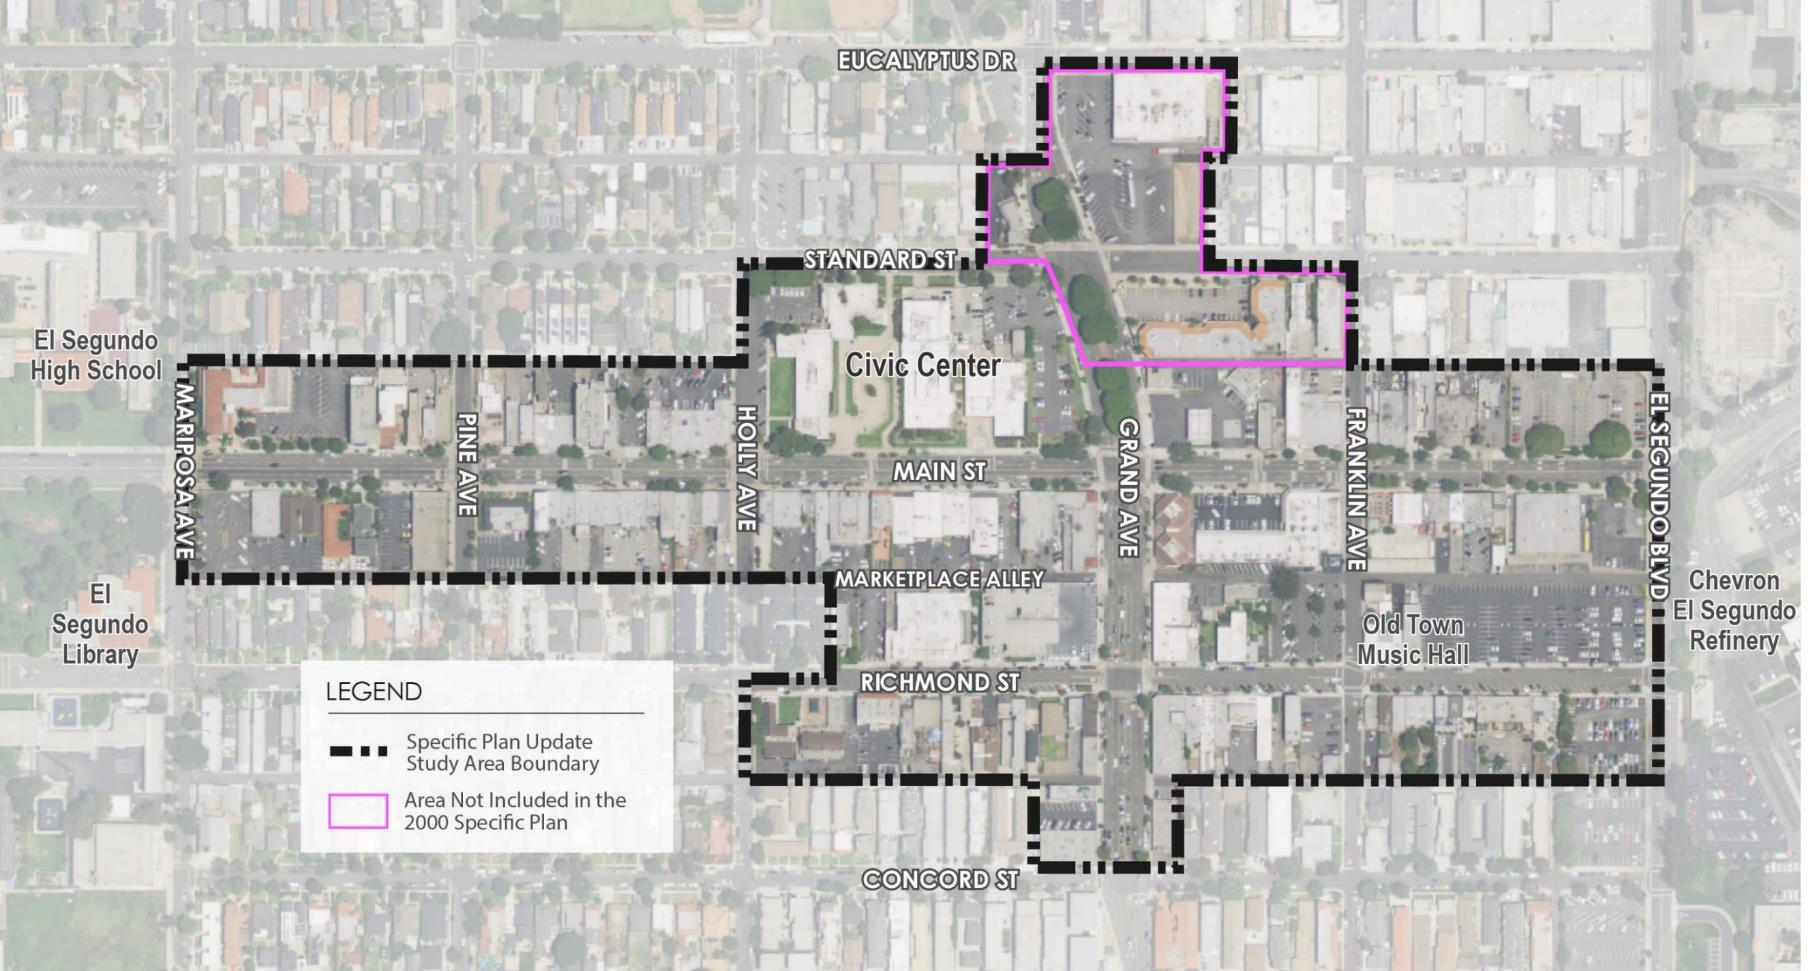 EUCALYPTUS DR
STANDARD ST
El Segundo
High School
Civic Center
MARIPOSA AVE
PINE AVE
HOLLY AVE
GRAND AVE
FRANKLIN AVE
EL SEGUNDO BLVD
MAIN ST
MARKETPLACE ALLEY
El
Segundo
Library
Chevron
El Segundo
Refinery
Old Town
Music Hall
RICHMOND ST
LEGEND
Specific Plan Update
Study Area Boundary
Area Not Included in the
2000 Specific Plan
CONCORD ST